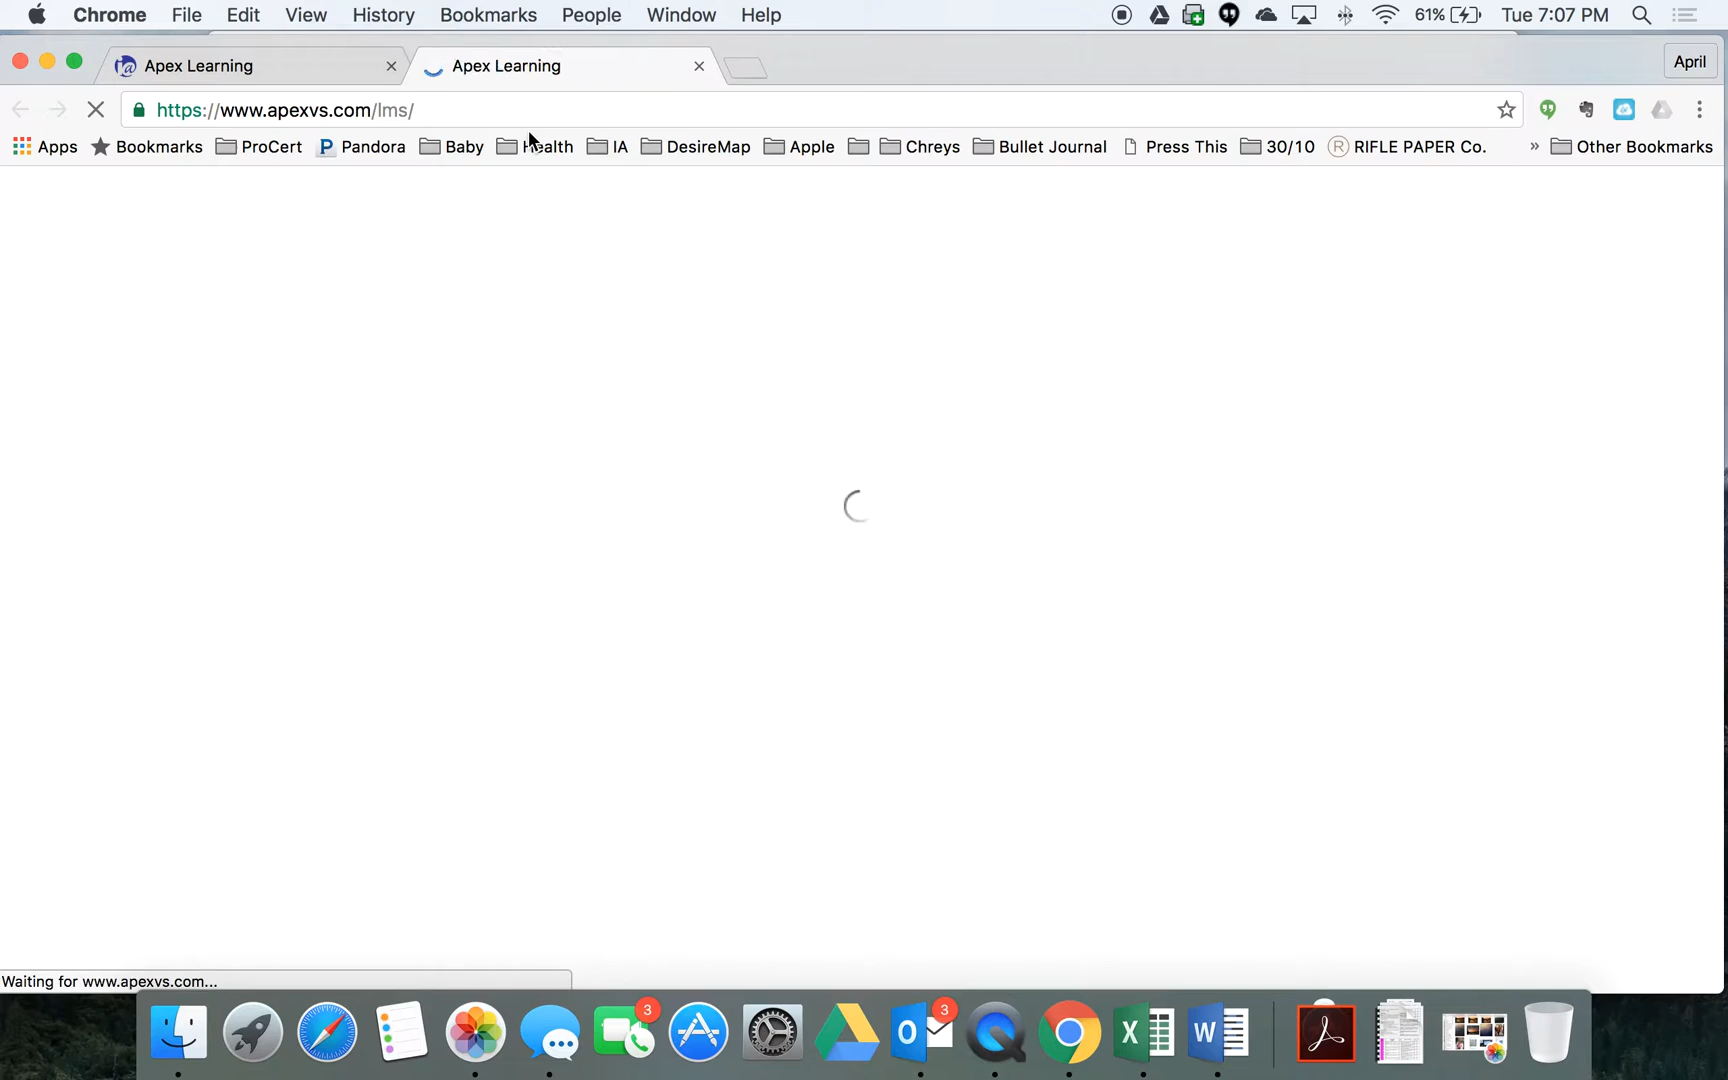 Chrome File Edit View History Bookmarks People Window Help 61% Tue 7:07 PM
Apex Learning Apex Learning April
https://www.apexvs.com/lms/
Apps Bookmarks ProCert P Pandora Baby Health IA DesireMap Apple Chreys Bullet Journal Press This 30/10 R RIFLE PAPER Co. » Other Bookmarks
Waiting for www.apexvs.com...
3 3